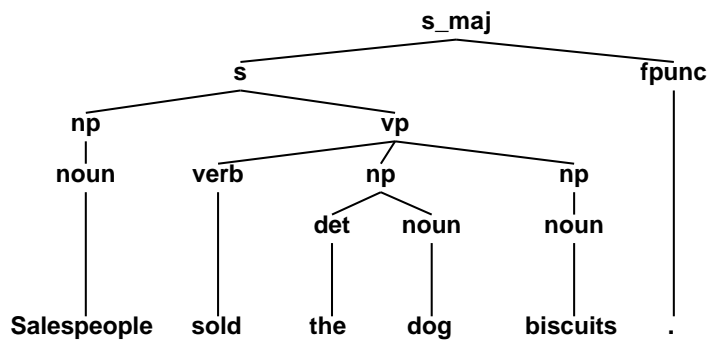 s_maj
s fpunc
np vp
noun verb np np
det noun noun
Salespeople sold the dog biscuits .